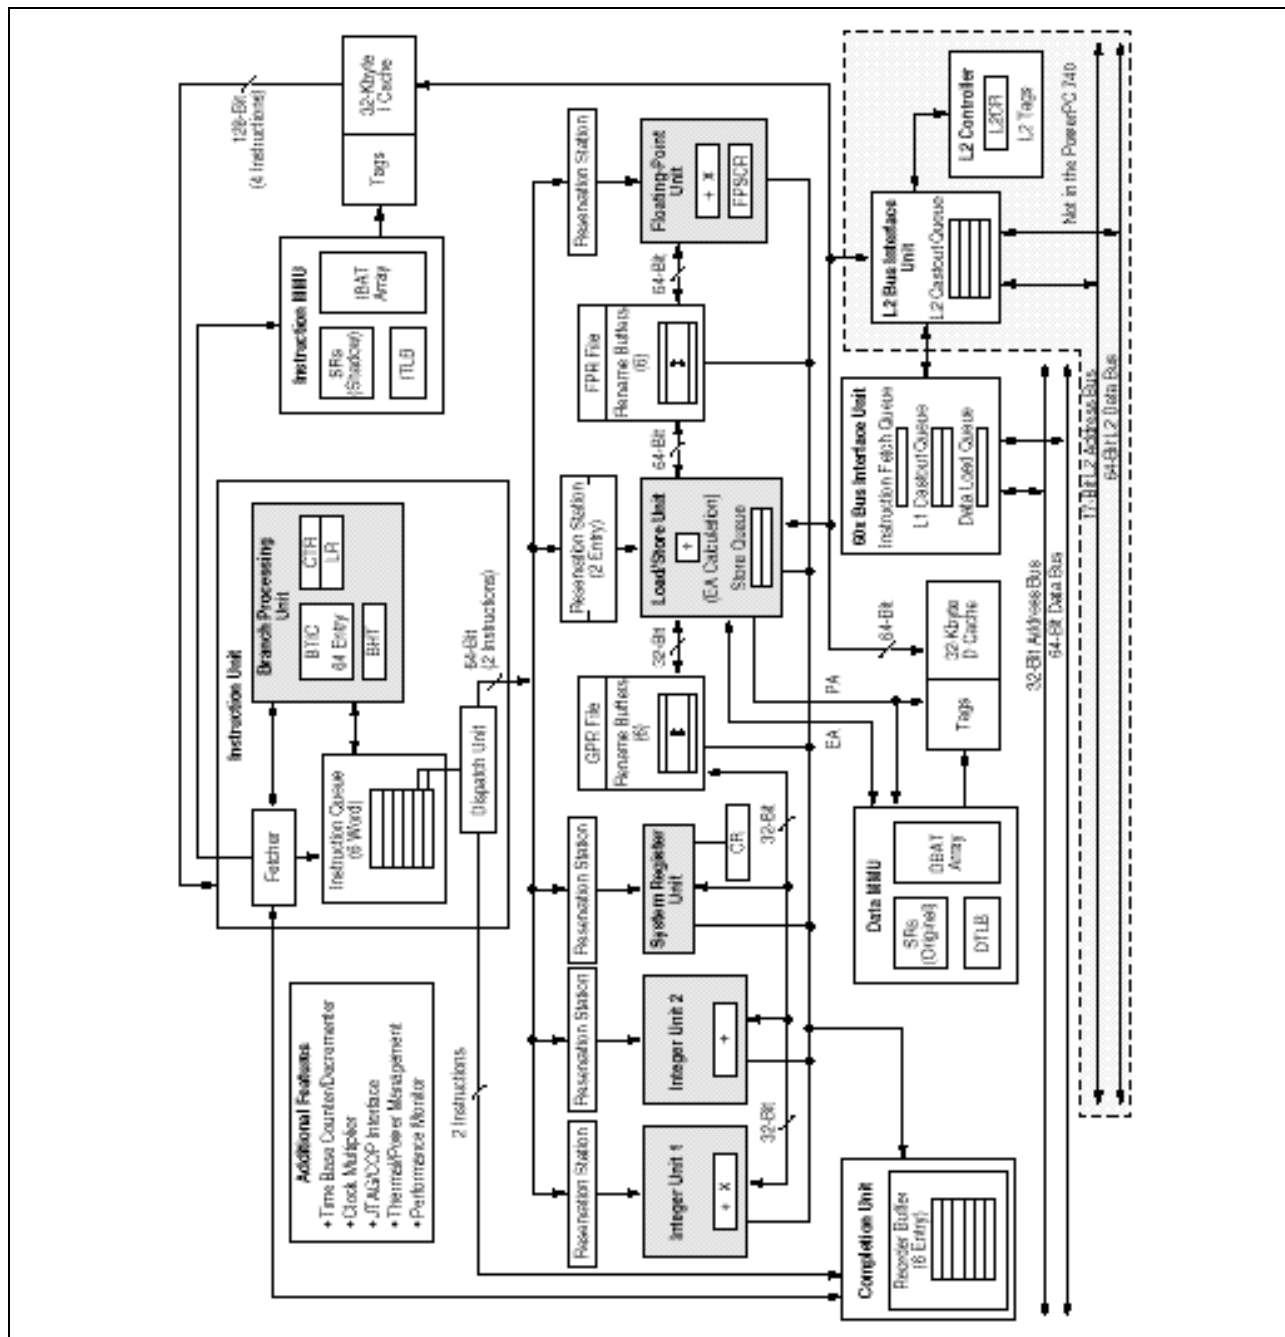 Additional Features
• Time Base Counter/Decrementer
• Clock Multiplier
• JTAG/COP Interface
• Thermal/Power Management
• Performance Monitor
Instruction Unit
Fetcher
Branch Processing
Unit
BTIC
64 Entry
CTR
LR
BHT
Instruction Queue
(6 Word)
Dispatch Unit
2 Instructions
64-Bit
(2 Instructions)
128-Bit
(4 Instructions)
Instruction MMU
SRs
(Shadow)
ITLB
IBAT
Array
Tags
32-Kbyte
I Cache
Reservation Station
Reservation Station
Reservation Station
Reservation Station
(2 Entry)
Reservation Station
Integer Unit 1
+ x
Integer Unit 2
+
System Register
Unit
CR
32-Bit
32-Bit
GPR File
Rename Buffers
(6)
32-Bit
Load/Store Unit
+
(EA Calculation)
Store Queue
64-Bit
FPR File
Rename Buffers
(6)
64-Bit
Floating-Point
Unit
+ x
FPSCR
EA
PA
64-Bit
Completion Unit
Reorder Buffer
(6 Entry)
Data MMU
SRs
(Original)
DTLB
DBAT
Array
Tags
32-Kbyte
D Cache
60x Bus Interface Unit
Instruction Fetch Queue
L1 Castout Queue
Data Load Queue
L2 Bus Interface
Unit
L2 Castout Queue
L2 Controller
L2CR
L2 Tags
Not in the PowerPC 740
32-Bit Address Bus
64-Bit Data Bus
17-Bit L2 Address Bus
64-Bit L2 Data Bus